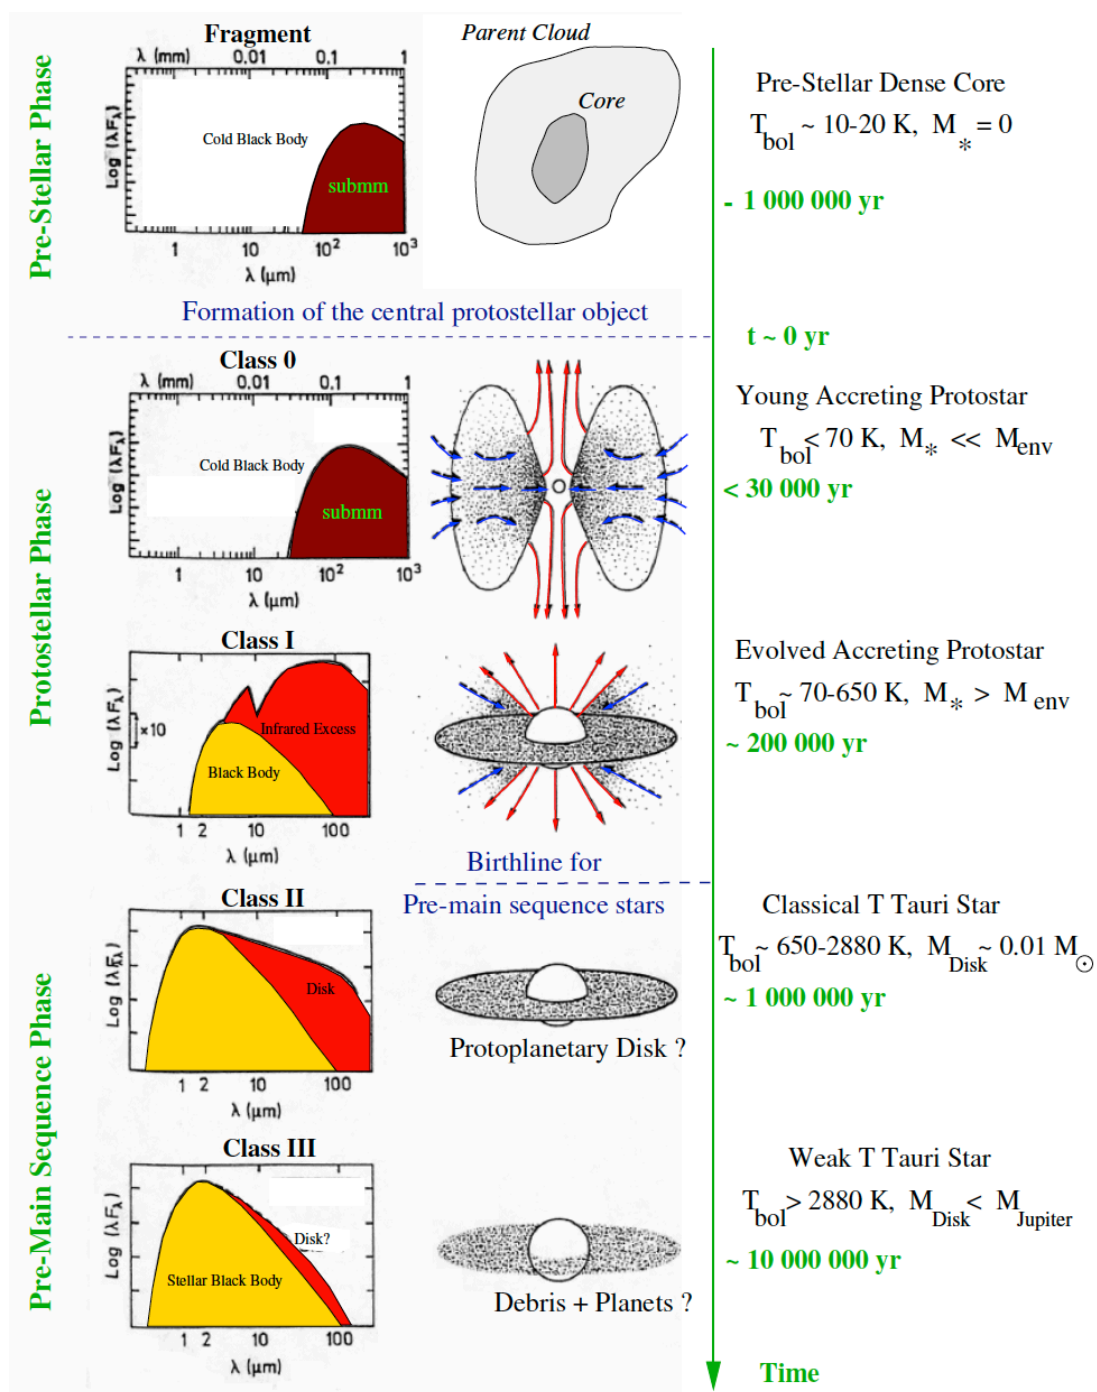 Pre-Stellar Phase
Fragment
λ (mm) 0.01 0.1 1
Log (λFλ)
Cold Black Body
submm
1 10 10² 10³
λ (μm)
Parent Cloud
Core
Pre-Stellar Dense Core
T_bol ~ 10-20 K, M_* = 0
- 1 000 000 yr
Formation of the central protostellar object
t ~ 0 yr
Protostellar Phase
Class 0
λ (mm) 0.01 0.1 1
Log (λFλ)
Cold Black Body
submm
1 10 10² 10³
λ (μm)
Young Accreting Protostar
T_bol < 70 K, M_* << M_env
< 30 000 yr
Class I
Log (λFλ)
×10
Infrared Excess
Black Body
1 2 10 100
λ (μm)
Evolved Accreting Protostar
T_bol ~ 70-650 K, M_* > M_env
~ 200 000 yr
Birthline for
Pre-main sequence stars
Pre-Main Sequence Phase
Class II
Log (λFλ)
Disk
1 2 10 100
λ (μm)
Protoplanetary Disk ?
Classical T Tauri Star
T_bol ~ 650-2880 K, M_Disk ~ 0.01 M_⊙
~ 1 000 000 yr
Class III
Log (λFλ)
Disk?
Stellar Black Body
1 2 10 100
λ (μm)
Debris + Planets ?
Weak T Tauri Star
T_bol > 2880 K, M_Disk < M_Jupiter
~ 10 000 000 yr
Time